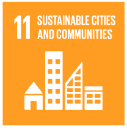 11 SUSTAINABLE CITIES
AND COMMUNITIES